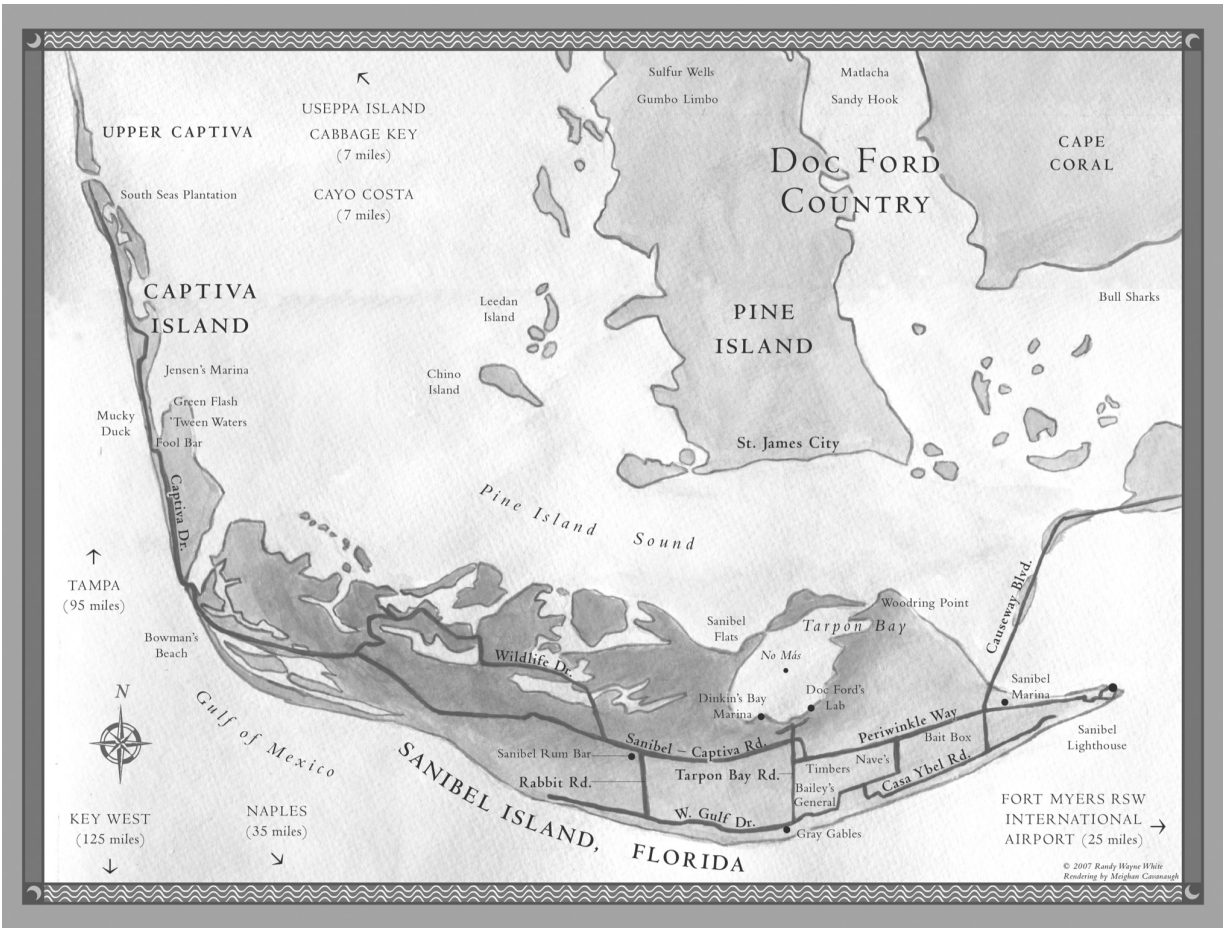 Sulfur Wells
Gumbo Limbo
Matlacha
Sandy Hook
USEPPA ISLAND
CABBAGE KEY
(7 miles)
CAYO COSTA
(7 miles)
UPPER CAPTIVA
South Seas Plantation
DOC FORD
COUNTRY
CAPE
CORAL
CAPTIVA
ISLAND
Leedan
Island
PINE
ISLAND
Bull Sharks
Jensen's Marina
Chino
Island
Green Flash
'Tween Waters
Mucky
Duck
Fool Bar
St. James City
Captiva Dr.
Pine Island Sound
TAMPA
(95 miles)
Bowman's
Beach
Sanibel
Flats
Woodring Point
Tarpon Bay
Causeway Blvd.
No Más
Wildlife Dr.
Dinkin's Bay
Marina
Doc Ford's
Lab
Sanibel
Marina
N
Gulf of Mexico
Sanibel – Captiva Rd.
Periwinkle Way
Bait Box
Sanibel
Lighthouse
Sanibel Rum Bar
Rabbit Rd.
Tarpon Bay Rd.
Timbers
Nave's
Casa Ybel Rd.
Bailey's
General
W. Gulf Dr.
Gray Gables
SANIBEL ISLAND, FLORIDA
KEY WEST
(125 miles)
NAPLES
(35 miles)
FORT MYERS RSW
INTERNATIONAL
AIRPORT (25 miles)
© 2007 Randy Wayne White
Rendering by Meighan Cavanaugh